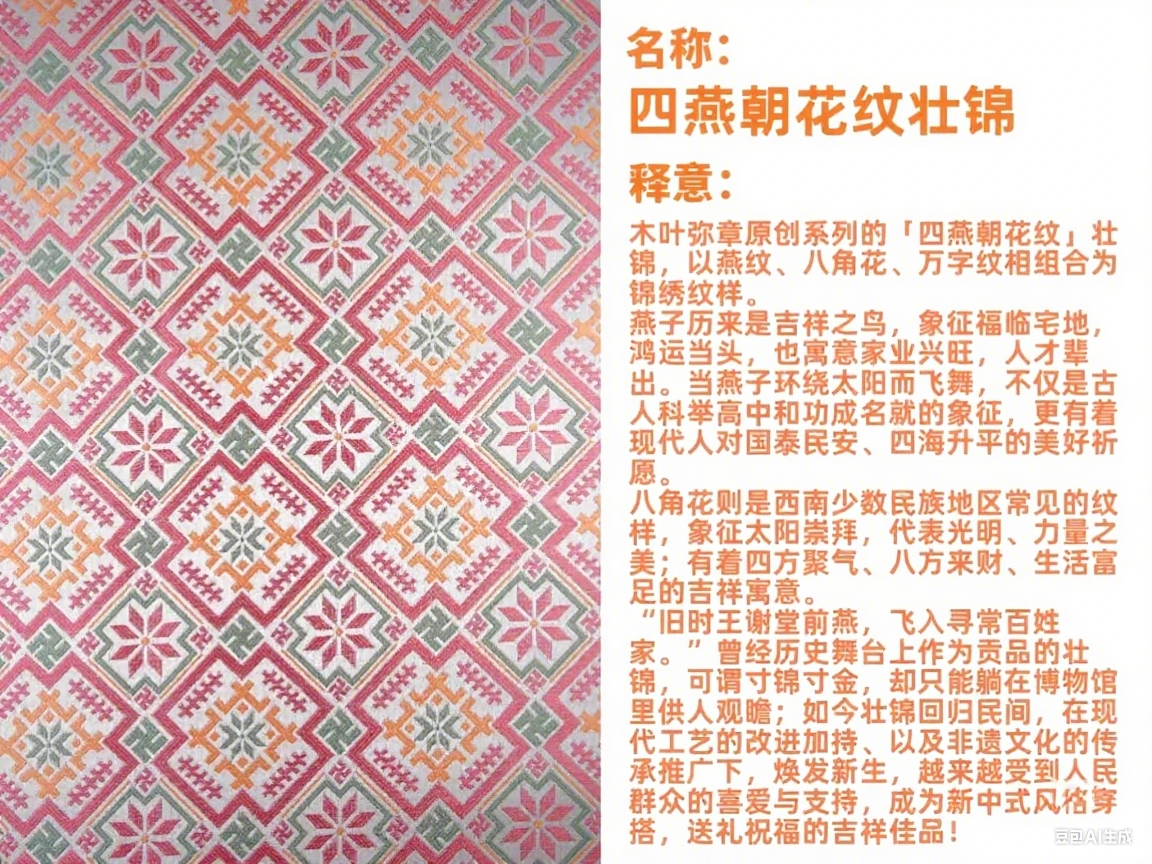 名称：
四燕朝花纹壮锦
释意：
木叶弥章原创系列的「四燕朝花纹」壮
锦，以燕纹、八角花、万字纹相组合为
锦绣纹样。
燕子历来是吉祥之鸟，象征福临宅地，
鸿运当头，也寓意家业兴旺，人才辈
出。当燕子环绕太阳而飞舞，不仅是古
人科举高中和功成名就的象征，更有着
现代人对国泰民安、四海升平的美好祈
愿。
八角花则是西南少数民族地区常见的纹
样，象征太阳崇拜，代表光明、力量之
美；有着四方聚气、八方来财、生活富
足的吉祥寓意。
“旧时王谢堂前燕，飞入寻常百姓
家。”曾经历史舞台上作为贡品的壮
锦，可谓寸锦寸金，却只能躺在博物馆
里供人观瞻；如今壮锦回归民间，在现
代工艺的改进加持、以及非遗文化的传
承推广下，焕发新生，越来越受到人民
群众的喜爱与支持，成为新中式风格穿
搭，送礼祝福的吉祥佳品！
豆包AI生成